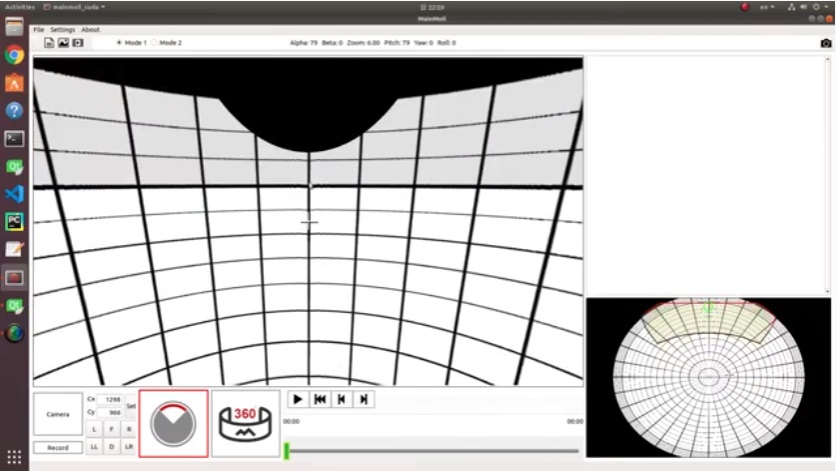 Activities mainmoil_cuda 22:59 en
MainMoil
File Settings About
Mode 1 Mode 2 Alpha: 79 Beta: 0 Zoom: 6.00 Pitch: 79 Yaw: 0 Roll: 0
Camera
Cx 1298
Cy 966
Set
L F R
LL D LR
Record
360°
00:00 00:00
PC